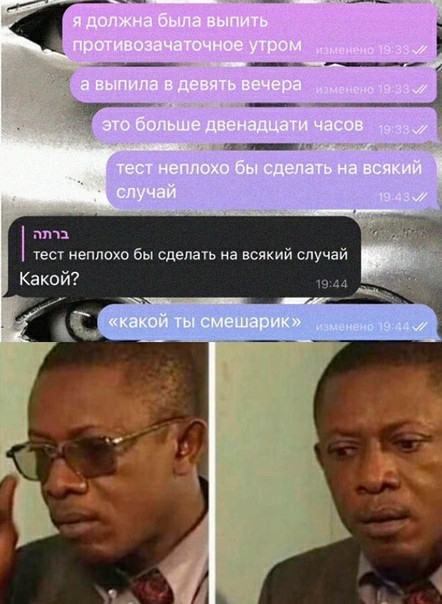 я должна была выпить
противозачаточное утром изменено 19:33
а выпила в девять вечера изменено 19:33
это больше двенадцати часов 19:33
тест неплохо бы сделать на всякий
случай 19:43
ברתה
тест неплохо бы сделать на всякий случай
Какой? 19:44
«какой ты смешарик» изменено 19:44